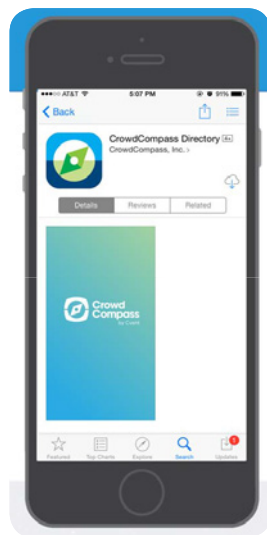 AT&T 5:07 PM 91%
Back
CrowdCompass Directory 4+
CrowdCompass, Inc. ›
Details Reviews Related
Crowd
Compass
by Cvent
Featured Top Charts Explore Search Updates
1